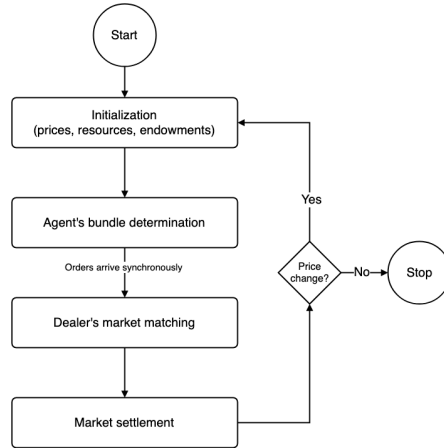 Start
Initialization
(prices, resources, endowments)
Agent's bundle determination
Orders arrive synchronously
Dealer's market matching
Market settlement
Price
change?
Yes
No
Stop